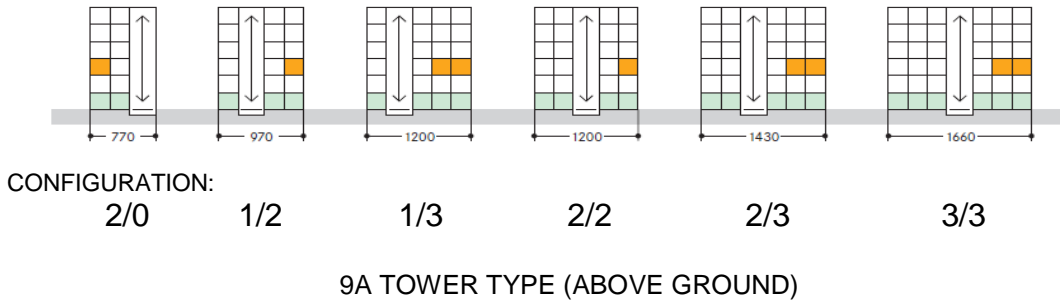 770 970 1200 1200 1430 1660
CONFIGURATION:
2/0 1/2 1/3 2/2 2/3 3/3
9A TOWER TYPE (ABOVE GROUND)